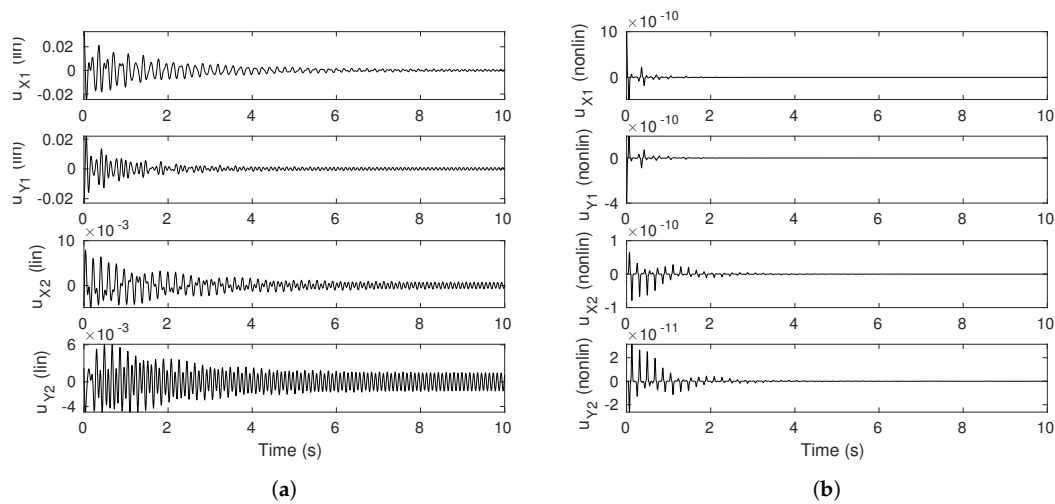 0.02
0
-0.02
u_X1 (lin)
0 2 4 6 8 10
0.02
0
-0.02
u_Y1 (lin)
0 2 4 6 8 10
×10^-3
10
0
u_X2 (lin)
0 2 4 6 8 10
×10^-3
6
0
-4
u_Y2 (lin)
0 2 4 6 8 10
Time (s)
(a)
×10^-10
10
0
u_X1 (nonlin)
0 2 4 6 8 10
×10^-10
2
0
-4
u_Y1 (nonlin)
0 2 4 6 8 10
×10^-10
1
0
-1
u_X2 (nonlin)
0 2 4 6 8 10
×10^-11
2
0
-2
u_Y2 (nonlin)
0 2 4 6 8 10
Time (s)
(b)